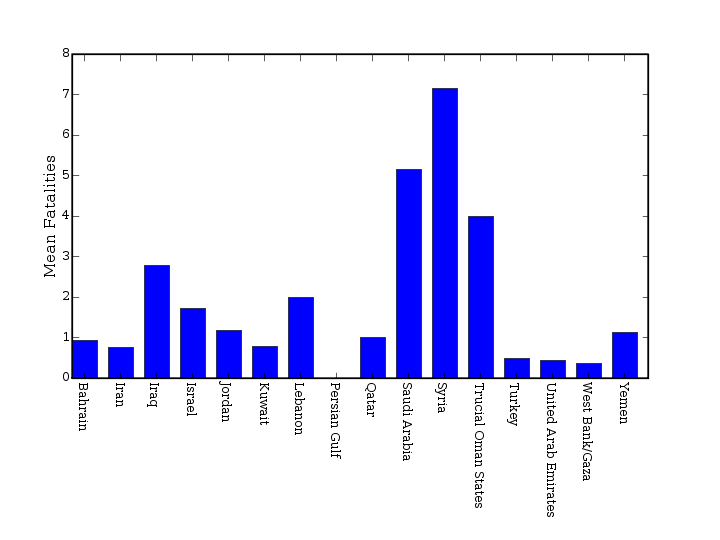 8
7
6
5
4
3
2
1
0
Mean Fatalities
Bahrain
Iran
Iraq
Israel
Jordan
Kuwait
Lebanon
Persian Gulf
Qatar
Saudi Arabia
Syria
Trucial Oman States
Turkey
United Arab Emirates
West Bank/Gaza
Yemen